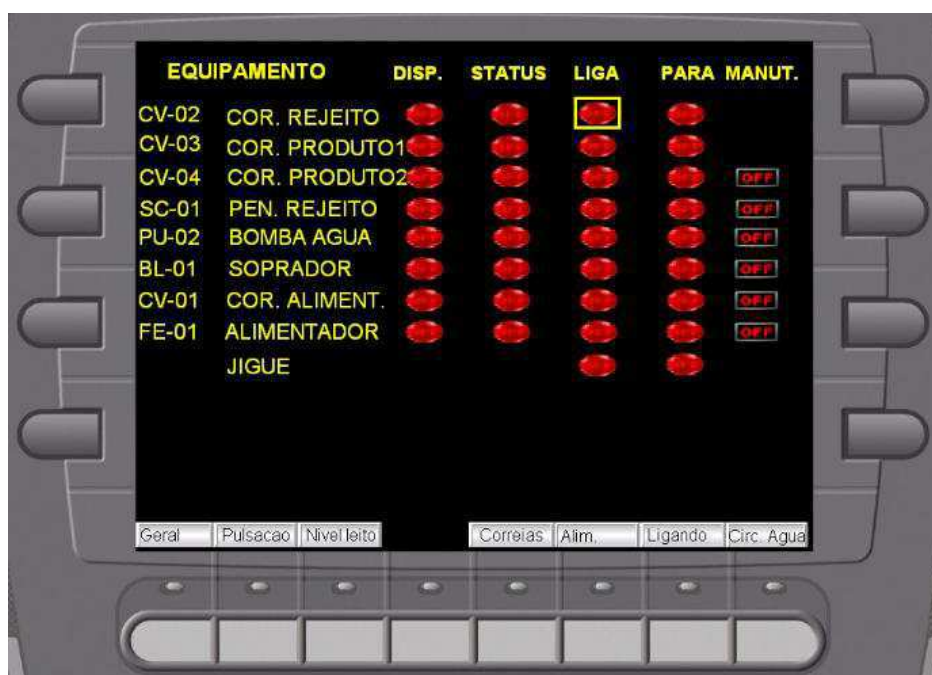 EQUIPAMENTO DISP. STATUS LIGA PARA MANUT.
CV-02 COR. REJEITO
CV-03 COR. PRODUTO1
CV-04 COR. PRODUTO2 OFF
SC-01 PEN. REJEITO OFF
PU-02 BOMBA AGUA OFF
BL-01 SOPRADOR OFF
CV-01 COR. ALIMENT. OFF
FE-01 ALIMENTADOR OFF
JIGUE
Geral Pulsacao Nivel leito Correias Alim. Ligando Circ. Agua